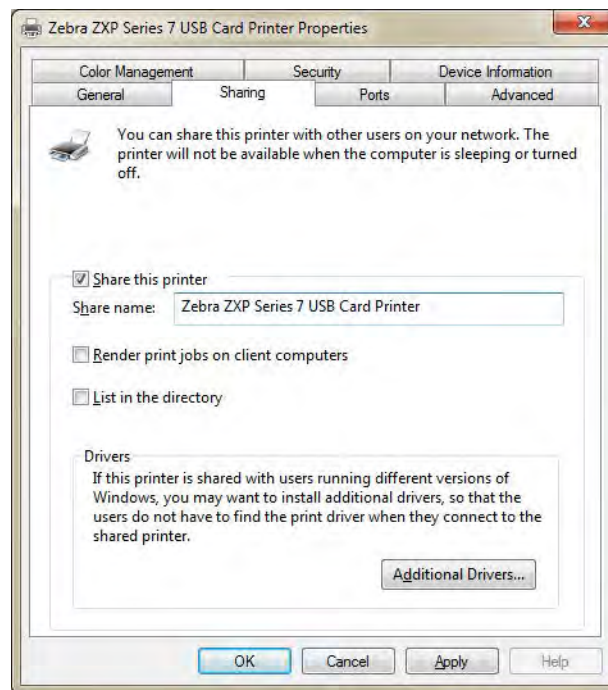 Zebra ZXP Series 7 USB Card Printer Properties
Color Management
Security
Device Information
General
Sharing
Ports
Advanced
You can share this printer with other users on your network. The
printer will not be available when the computer is sleeping or turned
off.
Share this printer
Share name: Zebra ZXP Series 7 USB Card Printer
Render print jobs on client computers
List in the directory
Drivers
If this printer is shared with users running different versions of
Windows, you may want to install additional drivers, so that the
users do not have to find the print driver when they connect to the
shared printer.
Additional Drivers...
OK
Cancel
Apply
Help